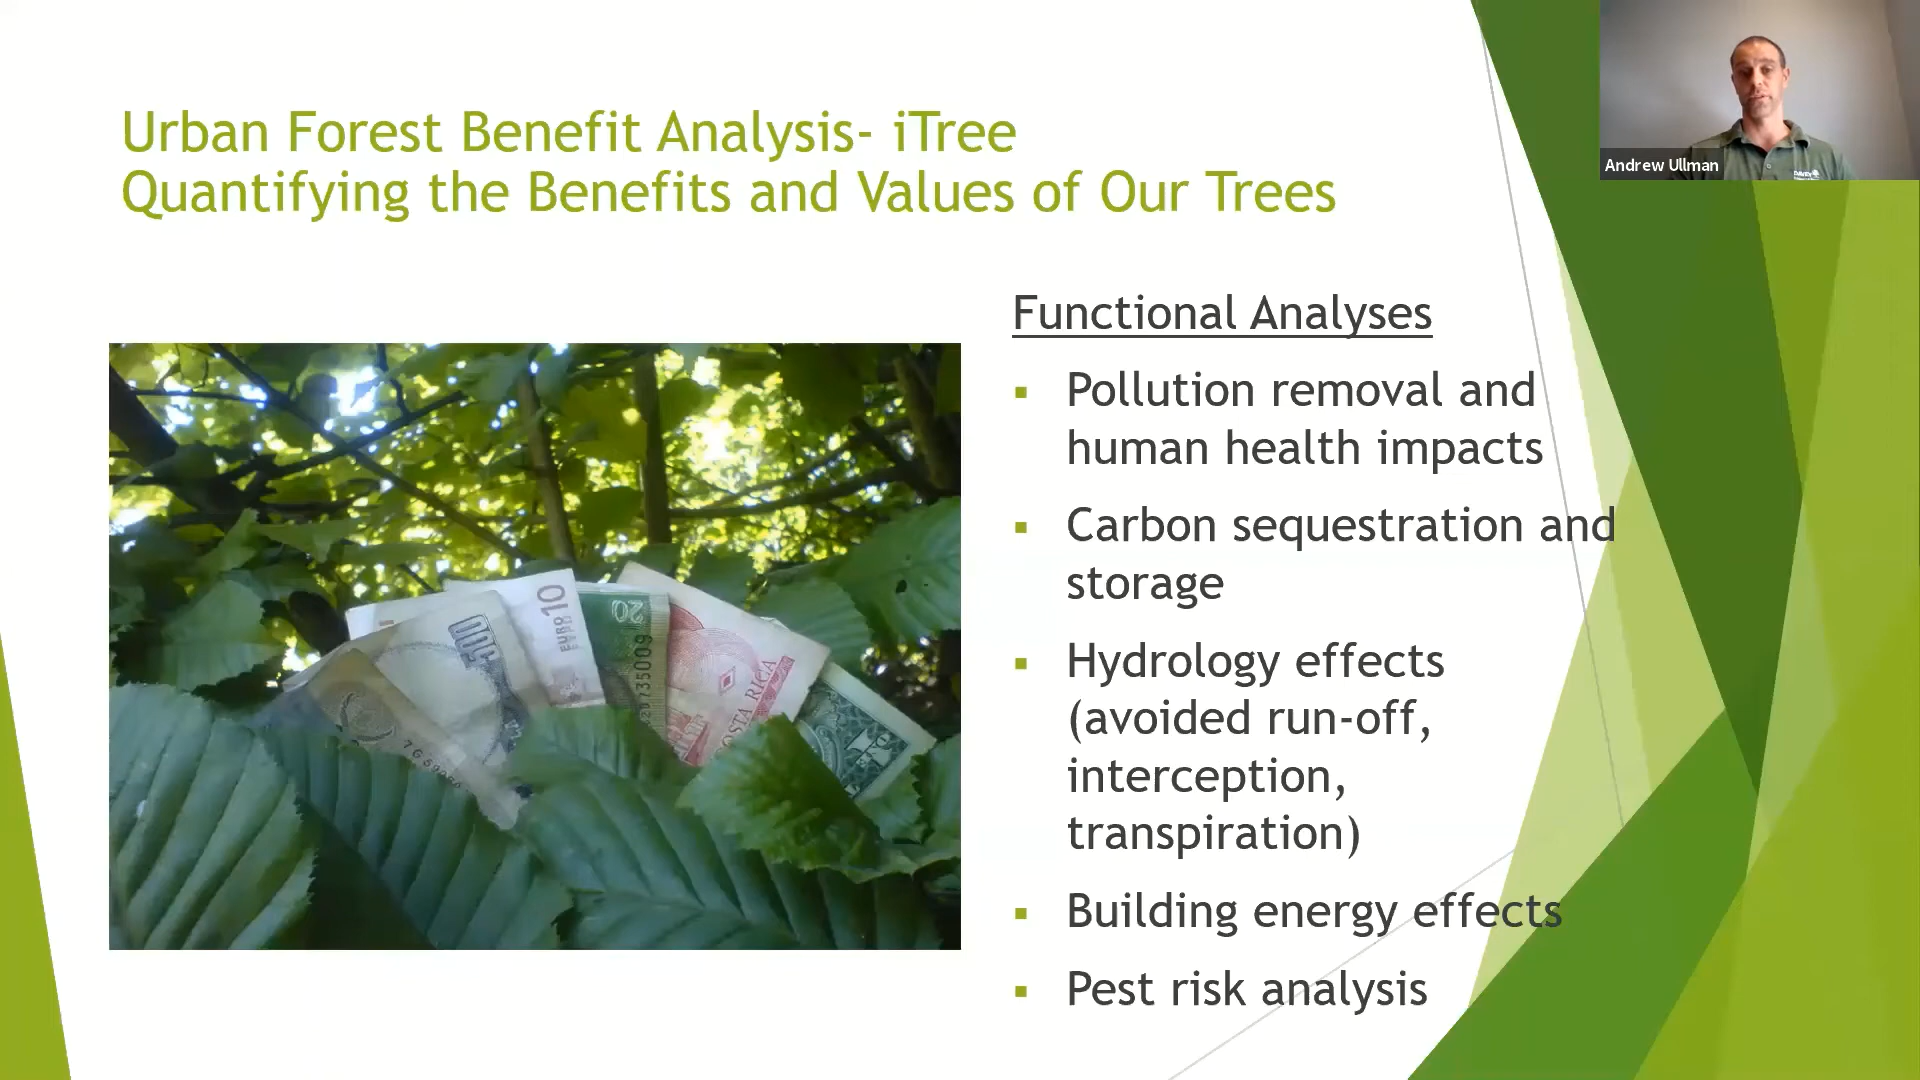 Urban Forest Benefit Analysis- iTree
Quantifying the Benefits and Values of Our Trees
Andrew Ullman
Functional Analyses
Pollution removal and
human health impacts
Carbon sequestration and
storage
Hydrology effects
(avoided run-off,
interception,
transpiration)
Building energy effects
Pest risk analysis
100
10
EURO
20
COSTA RICA